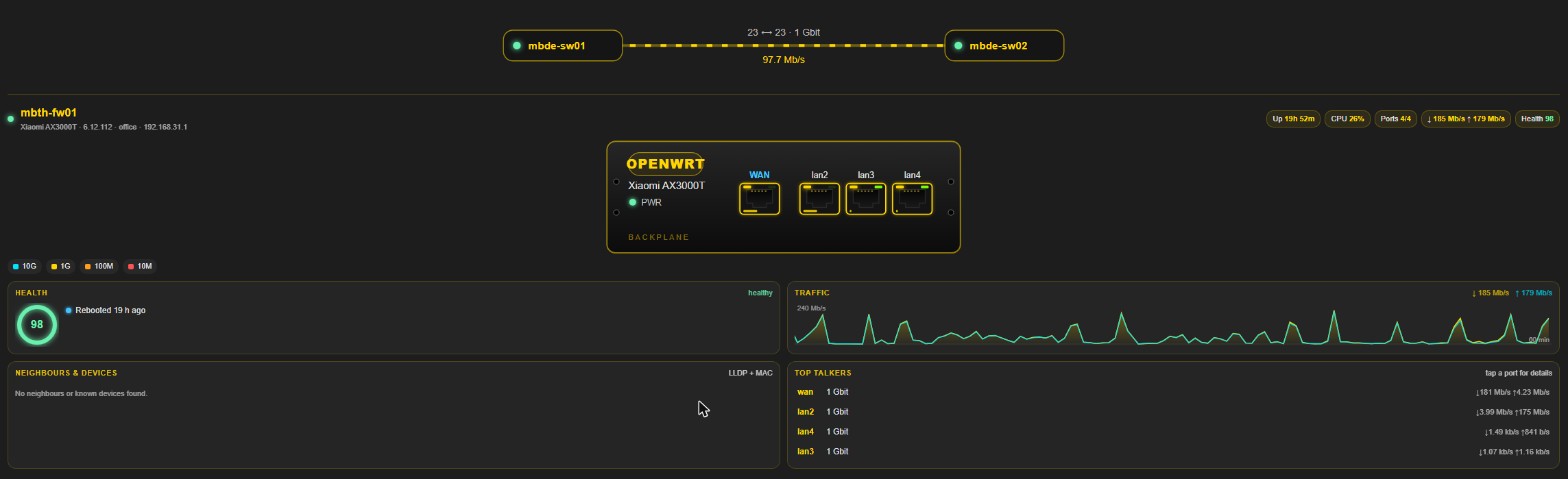 23 ⟷ 23 · 1 Gbit
mbde-sw01
mbde-sw02
97.7 Mb/s
mbth-fw01
Xiaomi AX3000T · 6.12.112 · office · 192.168.31.1
Up 19h 52m
CPU 26%
Ports 4/4
↓ 185 Mb/s ↑ 179 Mb/s
Health 98
OPENWRT
Xiaomi AX3000T
PWR
WAN
lan2
lan3
lan4
BACKPLANE
10G
1G
100M
10M
HEALTH
healthy
98
Rebooted 19 h ago
TRAFFIC
↓ 185 Mb/s ↑ 179 Mb/s
240 Mb/s
NEIGHBOURS & DEVICES
LLDP + MAC
No neighbours or known devices found.
TOP TALKERS
tap a port for details
wan 1 Gbit ↓181 Mb/s ↑4.23 Mb/s
lan2 1 Gbit ↓3.99 Mb/s ↑175 Mb/s
lan4 1 Gbit ↓1.49 kb/s ↑841 b/s
lan3 1 Gbit ↓1.07 kb/s ↑1.16 kb/s